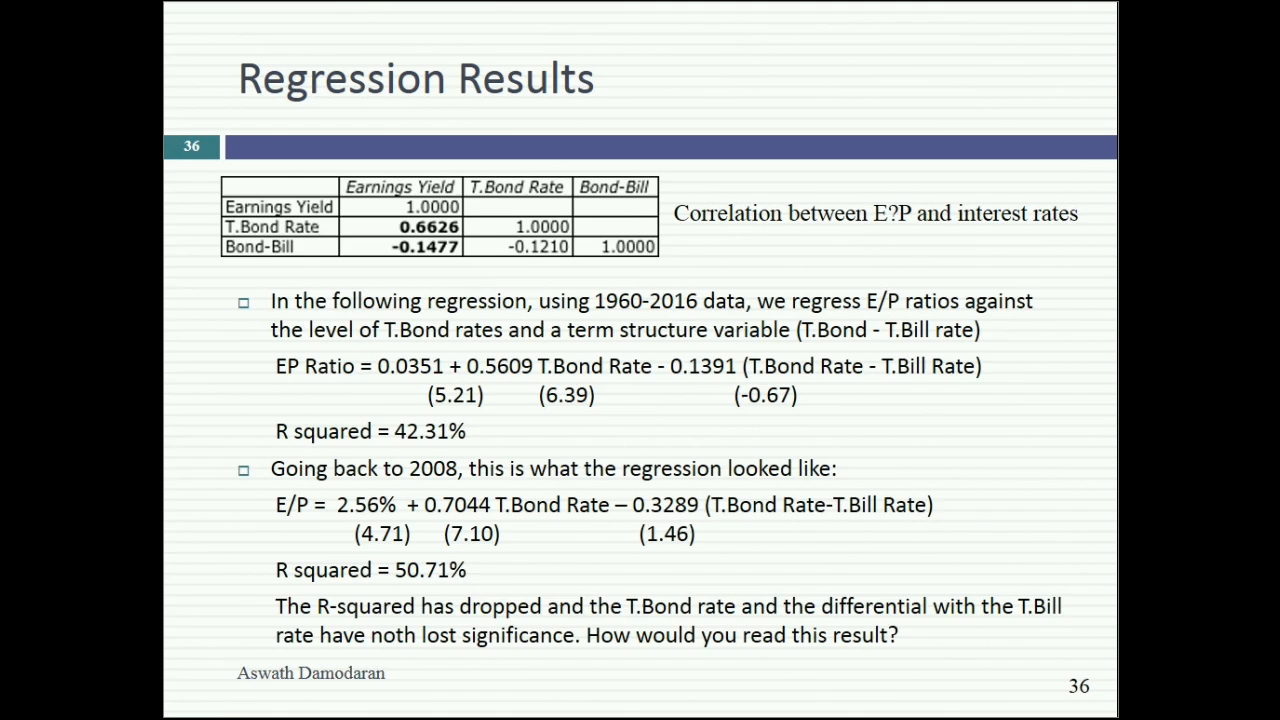 Regression Results
36
Earnings Yield T.Bond Rate Bond-Bill
Earnings Yield 1.0000
T.Bond Rate 0.6626 1.0000
Bond-Bill -0.1477 -0.1210 1.0000
Correlation between E?P and interest rates
In the following regression, using 1960-2016 data, we regress E/P ratios against
the level of T.Bond rates and a term structure variable (T.Bond - T.Bill rate)
EP Ratio = 0.0351 + 0.5609 T.Bond Rate - 0.1391 (T.Bond Rate - T.Bill Rate)
(5.21) (6.39) (-0.67)
R squared = 42.31%
Going back to 2008, this is what the regression looked like:
E/P = 2.56% + 0.7044 T.Bond Rate – 0.3289 (T.Bond Rate-T.Bill Rate)
(4.71) (7.10) (1.46)
R squared = 50.71%
The R-squared has dropped and the T.Bond rate and the differential with the T.Bill
rate have noth lost significance. How would you read this result?
Aswath Damodaran
36